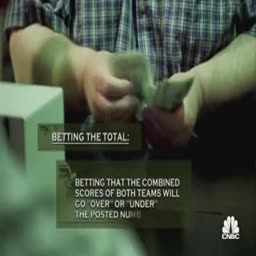 BETTING THE TOTAL:
BETTING THAT THE COMBINED
SCORES OF BOTH TEAMS WILL
GO "OVER" OR "UNDER"
THE POSTED NUMB
CNBC